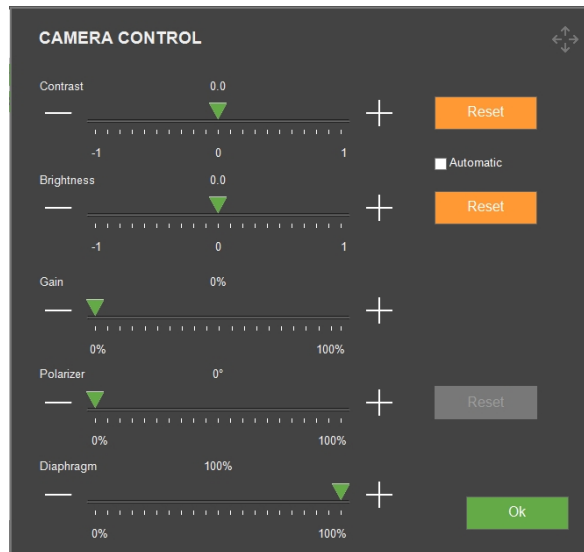 CAMERA CONTROL
Contrast 0.0
Reset
-1 0 1
Automatic
Brightness 0.0
Reset
-1 0 1
Gain 0%
0% 100%
Polarizer 0°
Reset
0% 100%
Diaphragm 100%
Ok
0% 100%